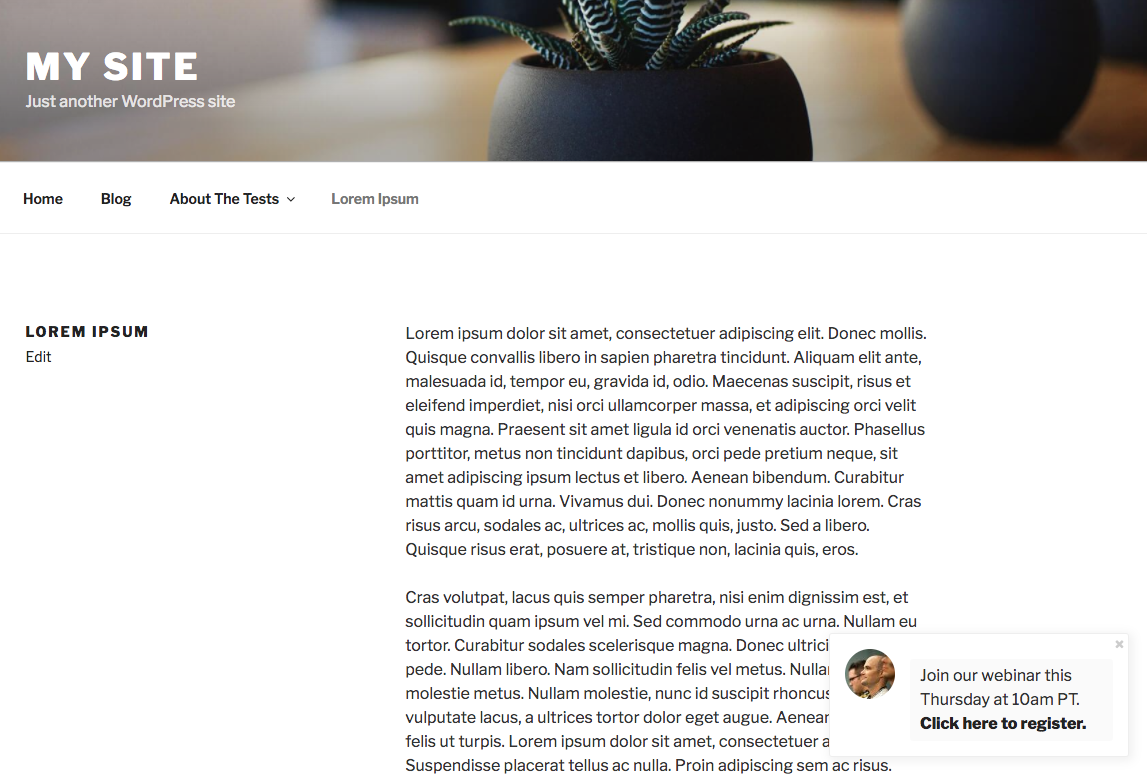 MY SITE
Just another WordPress site
Home
Blog
About The Tests
Lorem Ipsum
LOREM IPSUM
Edit
Lorem ipsum dolor sit amet, consectetuer adipiscing elit. Donec mollis.
Quisque convallis libero in sapien pharetra tincidunt. Aliquam elit ante,
malesuada id, tempor eu, gravida id, odio. Maecenas suscipit, risus et
eleifend imperdiet, nisi orci ullamcorper massa, et adipiscing orci velit
quis magna. Praesent sit amet ligula id orci venenatis auctor. Phasellus
porttitor, metus non tincidunt dapibus, orci pede pretium neque, sit
amet adipiscing ipsum lectus et libero. Aenean bibendum. Curabitur
mattis quam id urna. Vivamus dui. Donec nonummy lacinia lorem. Cras
risus arcu, sodales ac, ultrices ac, mollis quis, justo. Sed a libero.
Quisque risus erat, posuere at, tristique non, lacinia quis, eros.
Cras volutpat, lacus quis semper pharetra, nisi enim dignissim est, et
sollicitudin quam ipsum vel mi. Sed commodo urna ac urna. Nullam eu
tortor. Curabitur sodales scelerisque magna. Donec ultrici
pede. Nullam libero. Nam sollicitudin felis vel metus. Nullam
molestie metus. Nullam molestie, nunc id suscipit rhoncus
vulputate lacus, a ultrices tortor dolor eget augue. Aenean
felis ut turpis. Lorem ipsum dolor sit amet, consectetuer a
Suspendisse placerat tellus ac nulla. Proin adipiscing sem ac risus.
Join our webinar this
Thursday at 10am PT.
Click here to register.